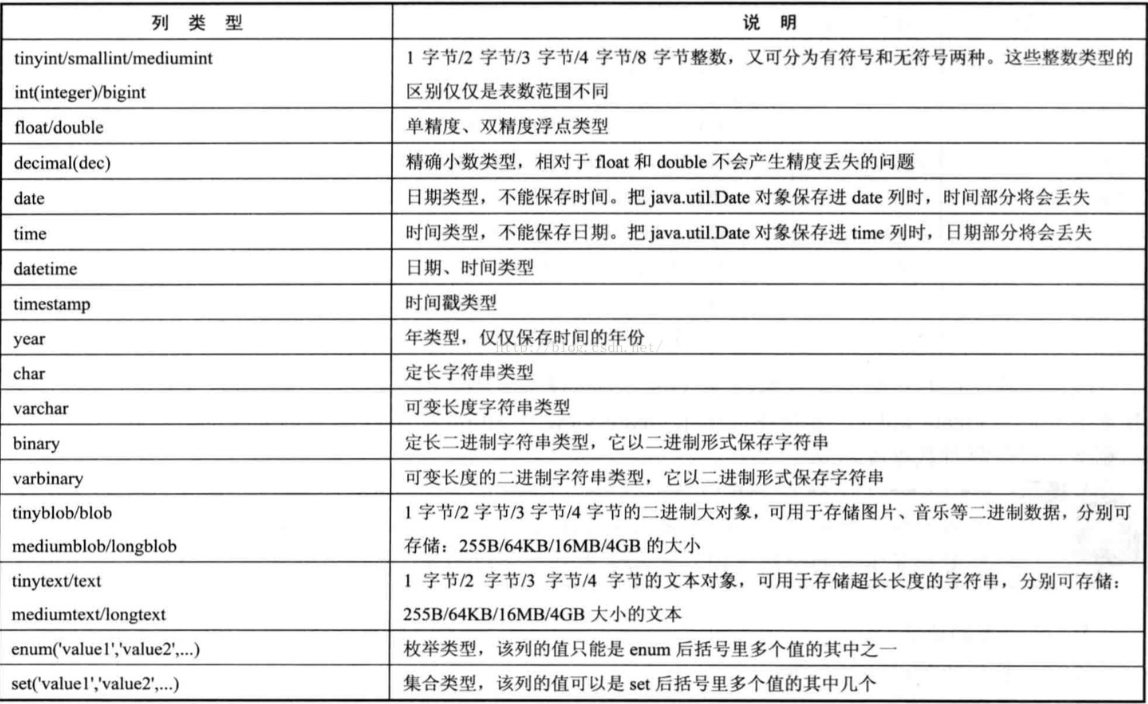 列 类 型
说 明
tinyint/smallint/mediumint
int(integer)/bigint
1 字节/2 字节/3 字节/4 字节/8 字节整数，又可分为有符号和无符号两种。这些整数类型的
区别仅仅是表数范围不同
float/double
单精度、双精度浮点类型
decimal(dec)
精确小数类型，相对于 float 和 double 不会产生精度丢失的问题
date
日期类型，不能保存时间。把 java.util.Date 对象保存进 date 列时，时间部分将会丢失
time
时间类型，不能保存日期。把 java.util.Date 对象保存进 time 列时，日期部分将会丢失
datetime
日期、时间类型
timestamp
时间戳类型
year
年类型，仅仅保存时间的年份
http://blog.csdn.net/
char
定长字符串类型
varchar
可变长度字符串类型
binary
定长二进制字符串类型，它以二进制形式保存字符串
varbinary
可变长度的二进制字符串类型，它以二进制形式保存字符串
tinyblob/blob
mediumblob/longblob
1 字节/2 字节/3 字节/4 字节的二进制大对象，可用于存储图片、音乐等二进制数据，分别可
存储：255B/64KB/16MB/4GB 的大小
tinytext/text
mediumtext/longtext
1 字节/2 字节/3 字节/4 字节的文本对象，可用于存储超长长度的字符串，分别可存储：
255B/64KB/16MB/4GB 大小的文本
enum('value1','value2',...)
枚举类型，该列的值只能是 enum 后括号里多个值的其中之一
set('value1','value2',...)
集合类型，该列的值可以是 set 后括号里多个值的其中几个